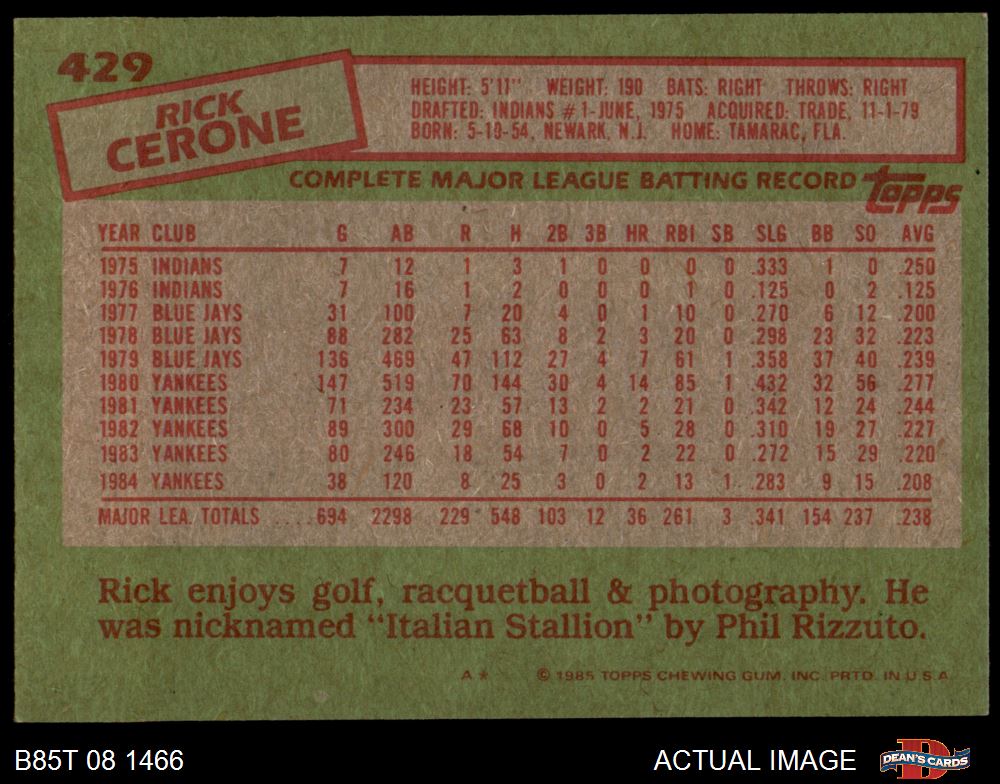 429
RICK
CERONE
HEIGHT: 5'11" WEIGHT: 190 BATS: RIGHT THROWS: RIGHT
DRAFTED: INDIANS #1-JUNE, 1975 ACQUIRED: TRADE, 11-1-79
BORN: 5-19-54, NEWARK, N.J. HOME: TAMARAC, FLA.
COMPLETE MAJOR LEAGUE BATTING RECORD topps
YEAR CLUB G AB R H 2B 3B HR RBI SB SLG BB SO AVG
1975 INDIANS 7 12 1 3 1 0 0 0 0 .333 1 0 .250
1976 INDIANS 7 16 1 2 0 0 0 1 0 .125 0 2 .125
1977 BLUE JAYS 31 100 7 20 4 0 1 10 0 .270 6 12 .200
1978 BLUE JAYS 88 282 25 63 8 2 3 20 0 .298 23 32 .223
1979 BLUE JAYS 136 469 47 112 27 4 7 61 1 .358 37 40 .239
1980 YANKEES 147 519 70 144 30 4 14 85 1 .432 32 56 .277
1981 YANKEES 71 234 23 57 13 2 2 21 0 .342 12 24 .244
1982 YANKEES 89 300 29 68 10 0 5 28 0 .310 19 27 .227
1983 YANKEES 80 246 18 54 7 0 2 22 0 .272 15 29 .220
1984 YANKEES 38 120 8 25 3 0 2 13 1 .283 9 15 .208
MAJOR LEA. TOTALS ....694 2298 229 548 103 12 36 261 3 .341 154 237 .238
Rick enjoys golf, racquetball & photography. He
was nicknamed "Italian Stallion" by Phil Rizzuto.
A* © 1985 TOPPS CHEWING GUM, INC. PRTD. IN U.S.A.
B85T 08 1466 ACTUAL IMAGE DEAN'S CARDS